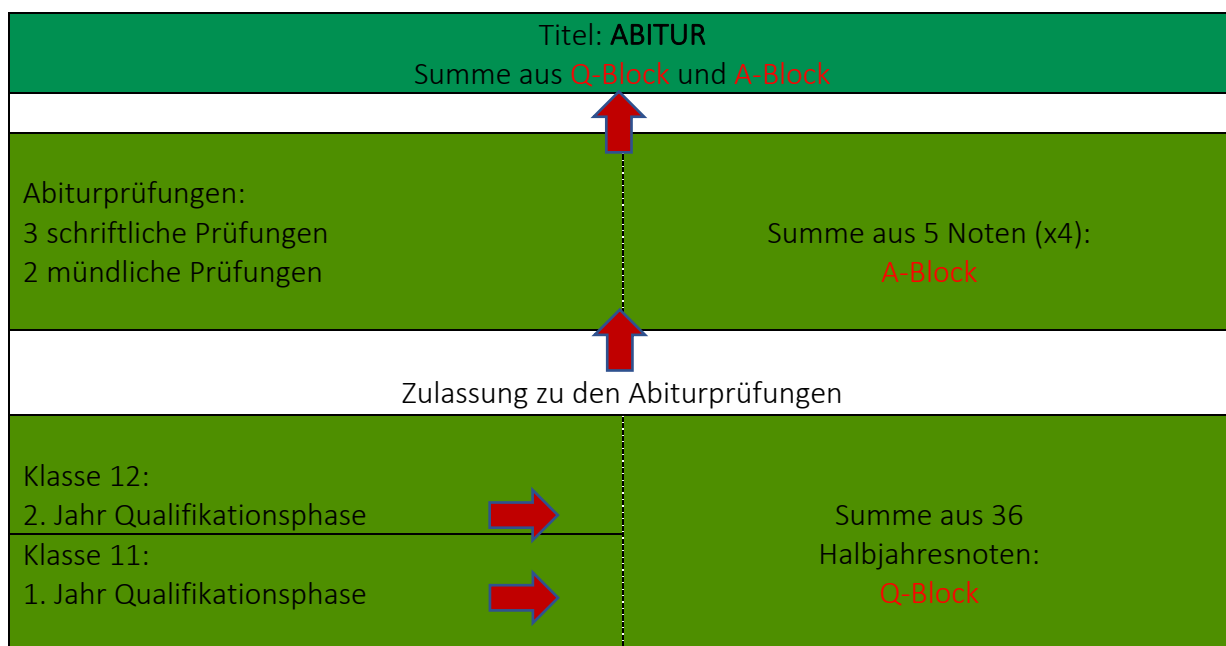 Titel: ABITUR
Summe aus Q-Block und A-Block
Abiturprüfungen:
3 schriftliche Prüfungen
2 mündliche Prüfungen
Summe aus 5 Noten (x4):
A-Block
Zulassung zu den Abiturprüfungen
Klasse 12:
2. Jahr Qualifikationsphase
Klasse 11:
1. Jahr Qualifikationsphase
Summe aus 36
Halbjahresnoten:
Q-Block